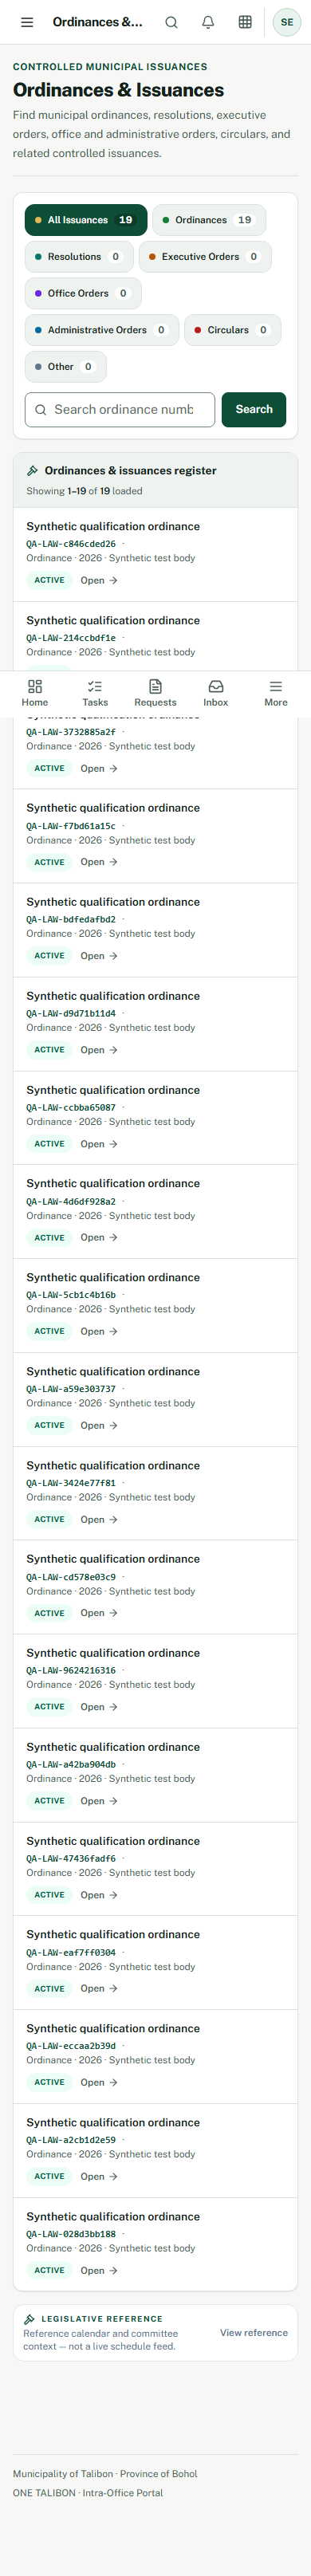 Ordinances &...
SE
CONTROLLED MUNICIPAL ISSUANCES
Ordinances & Issuances
Find municipal ordinances, resolutions, executive
orders, office and administrative orders, circulars, and
related controlled issuances.
All Issuances 19
Ordinances 19
Resolutions 0
Executive Orders 0
Office Orders 0
Administrative Orders 0
Circulars 0
Other 0
Search ordinance numb
Search
Ordinances & issuances register
Showing 1–19 of 19 loaded
Synthetic qualification ordinance
QA-LAW-c846cded26 ·
Ordinance · 2026 · Synthetic test body
ACTIVE Open →
Synthetic qualification ordinance
QA-LAW-214ccbdf1e ·
Ordinance · 2026 · Synthetic test body
Home
Tasks
Requests
Inbox
More
Synthetic qualification ordinance
QA-LAW-3732885a2f ·
Ordinance · 2026 · Synthetic test body
ACTIVE Open →
Synthetic qualification ordinance
QA-LAW-f7bd61a15c ·
Ordinance · 2026 · Synthetic test body
ACTIVE Open →
Synthetic qualification ordinance
QA-LAW-bdfedafbd2 ·
Ordinance · 2026 · Synthetic test body
ACTIVE Open →
Synthetic qualification ordinance
QA-LAW-d9d71b11d4 ·
Ordinance · 2026 · Synthetic test body
ACTIVE Open →
Synthetic qualification ordinance
QA-LAW-ccbba65087 ·
Ordinance · 2026 · Synthetic test body
ACTIVE Open →
Synthetic qualification ordinance
QA-LAW-4d6df928a2 ·
Ordinance · 2026 · Synthetic test body
ACTIVE Open →
Synthetic qualification ordinance
QA-LAW-5cb1c4b16b ·
Ordinance · 2026 · Synthetic test body
ACTIVE Open →
Synthetic qualification ordinance
QA-LAW-a59e303737 ·
Ordinance · 2026 · Synthetic test body
ACTIVE Open →
Synthetic qualification ordinance
QA-LAW-3424e77f81 ·
Ordinance · 2026 · Synthetic test body
ACTIVE Open →
Synthetic qualification ordinance
QA-LAW-cd578e03c9 ·
Ordinance · 2026 · Synthetic test body
ACTIVE Open →
Synthetic qualification ordinance
QA-LAW-9624216316 ·
Ordinance · 2026 · Synthetic test body
ACTIVE Open →
Synthetic qualification ordinance
QA-LAW-a42ba904db ·
Ordinance · 2026 · Synthetic test body
ACTIVE Open →
Synthetic qualification ordinance
QA-LAW-47436fadf6 ·
Ordinance · 2026 · Synthetic test body
ACTIVE Open →
Synthetic qualification ordinance
QA-LAW-eaf7ff0304 ·
Ordinance · 2026 · Synthetic test body
ACTIVE Open →
Synthetic qualification ordinance
QA-LAW-eccaa2b39d ·
Ordinance · 2026 · Synthetic test body
ACTIVE Open →
Synthetic qualification ordinance
QA-LAW-a2cb1d2e59 ·
Ordinance · 2026 · Synthetic test body
ACTIVE Open →
Synthetic qualification ordinance
QA-LAW-028d3bb188 ·
Ordinance · 2026 · Synthetic test body
ACTIVE Open →
LEGISLATIVE REFERENCE
Reference calendar and committee
context — not a live schedule feed.
View reference
Municipality of Talibon · Province of Bohol
ONE TALIBON · Intra-Office Portal